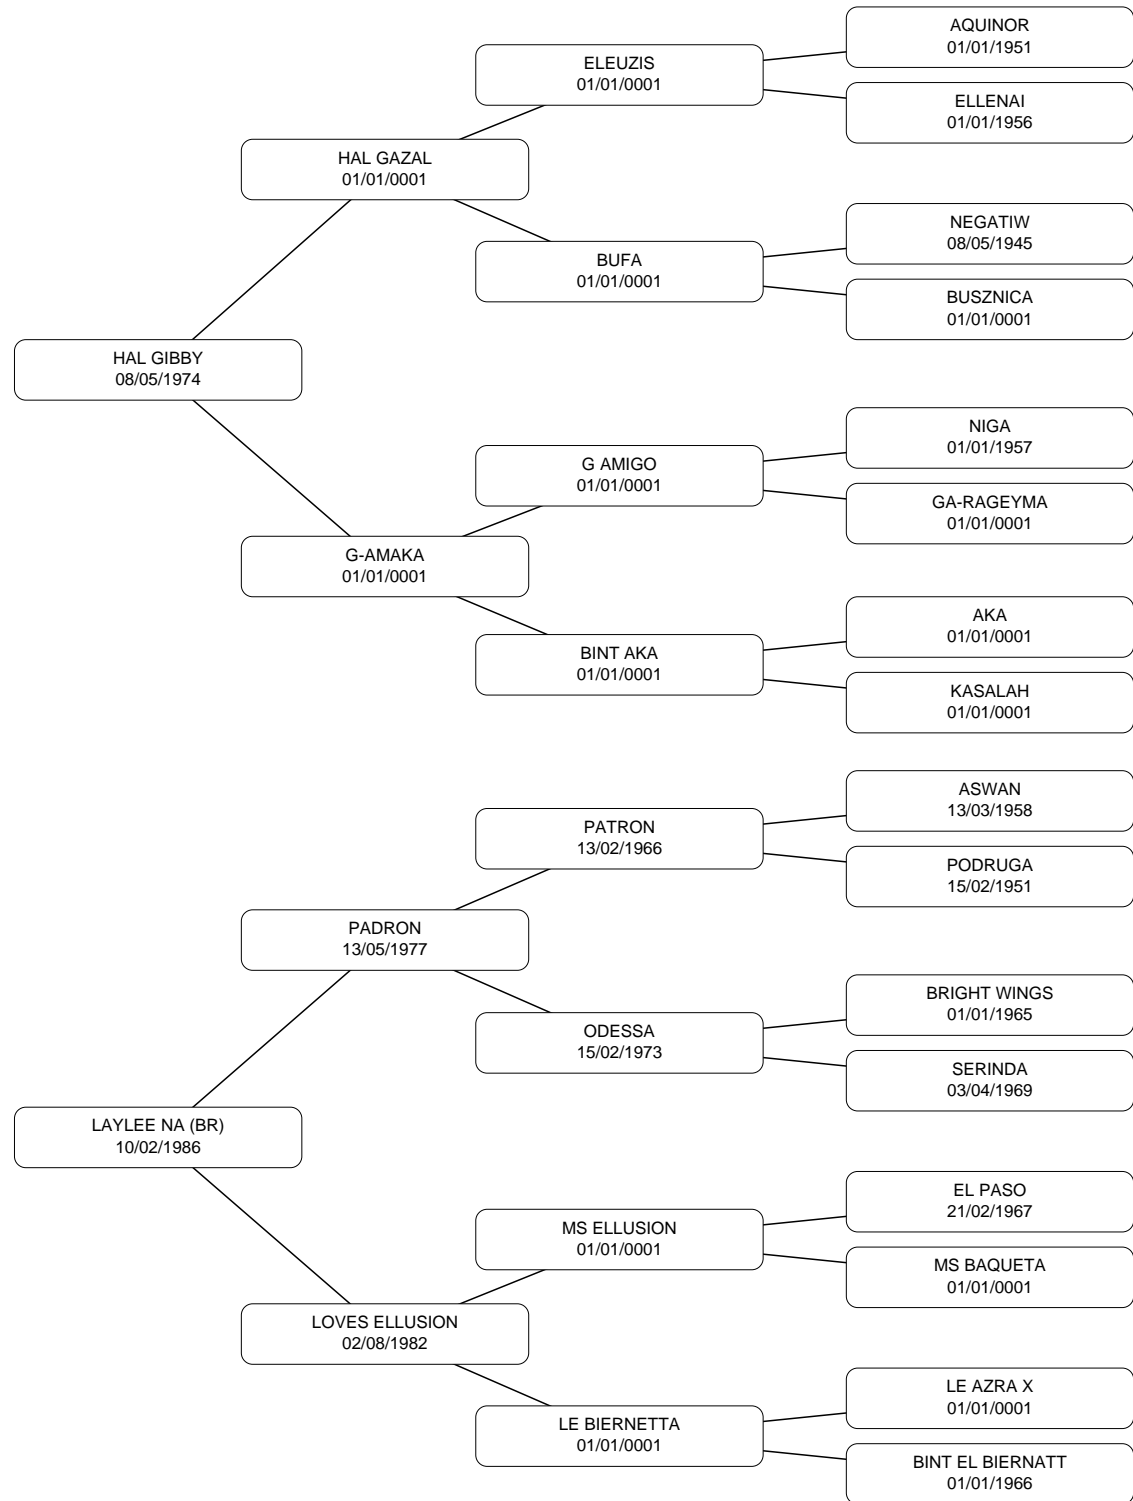 AQUINOR
01/01/1951
ELEUZIS
01/01/0001
ELLENAI
01/01/1956
HAL GAZAL
01/01/0001
NEGATIW
08/05/1945
BUFA
01/01/0001
BUSZNICA
01/01/0001
HAL GIBBY
08/05/1974
NIGA
01/01/1957
G AMIGO
01/01/0001
GA-RAGEYMA
01/01/0001
G-AMAKA
01/01/0001
AKA
01/01/0001
BINT AKA
01/01/0001
KASALAH
01/01/0001
ASWAN
13/03/1958
PATRON
13/02/1966
PODRUGA
15/02/1951
PADRON
13/05/1977
BRIGHT WINGS
01/01/1965
ODESSA
15/02/1973
SERINDA
03/04/1969
LAYLEE NA (BR)
10/02/1986
EL PASO
21/02/1967
MS ELLUSION
01/01/0001
MS BAQUETA
01/01/0001
LOVES ELLUSION
02/08/1982
LE AZRA X
01/01/0001
LE BIERNETTA
01/01/0001
BINT EL BIERNATT
01/01/1966